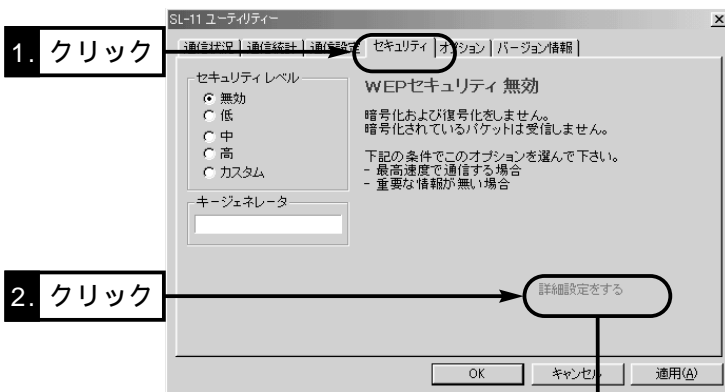 SL-11 ユーティリティー
通信状況 通信統計 通信設定 セキュリティ オプション バージョン情報
1. クリック
セキュリティ レベル
無効
低
中
高
カスタム
WEPセキュリティ 無効
暗号化および復号化をしません。
暗号化されているパケットは受信しません。
下記の条件でこのオプションを選んで下さい。
- 最高速度で通信する場合
- 重要な情報が無い場合
キージェネレータ
2. クリック
詳細設定をする
OK キャンセル 適用(A)